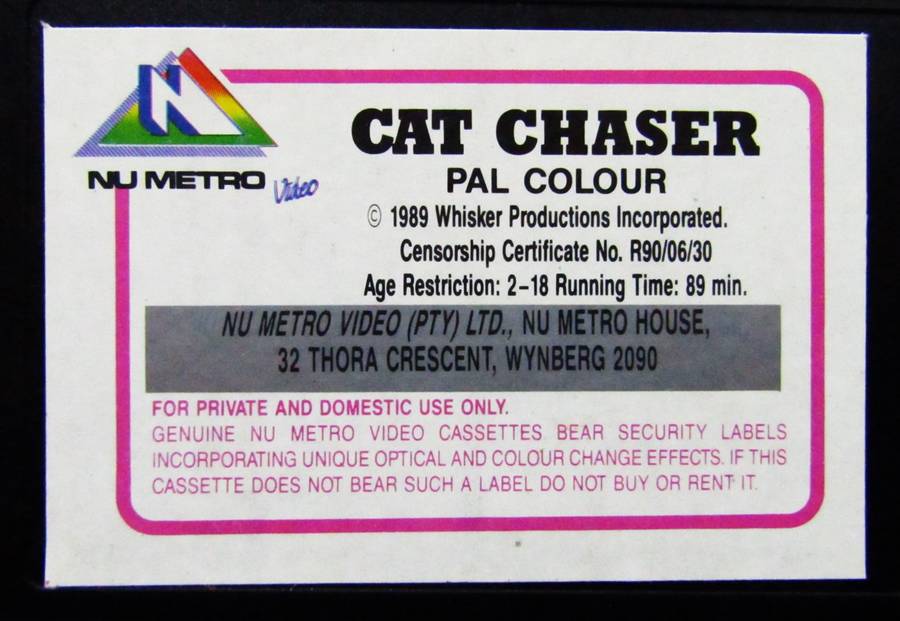 N
NU METRO Video
CAT CHASER
PAL COLOUR
© 1989 Whisker Productions Incorporated.
Censorship Certificate No. R90/06/30
Age Restriction: 2-18 Running Time: 89 min.
NU METRO VIDEO (PTY) LTD., NU METRO HOUSE,
32 THORA CRESCENT, WYNBERG 2090
FOR PRIVATE AND DOMESTIC USE ONLY.
GENUINE NU METRO VIDEO CASSETTES BEAR SECURITY LABELS
INCORPORATING UNIQUE OPTICAL AND COLOUR CHANGE EFFECTS. IF THIS
CASSETTE DOES NOT BEAR SUCH A LABEL DO NOT BUY OR RENT IT.